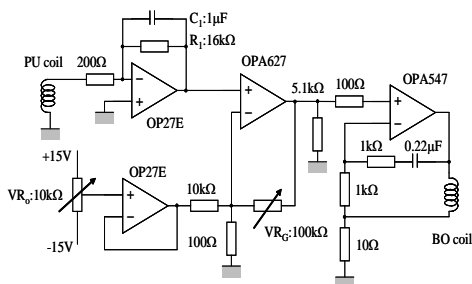 C₁:1μF
R₁:16kΩ
PU coil
200Ω
OP27E
OPA627
5.1kΩ
100Ω
OPA547
+15V
VR₀:10kΩ
-15V
OP27E
10kΩ
100Ω
VR_G:100kΩ
1kΩ
0.22μF
1kΩ
10Ω
BO coil